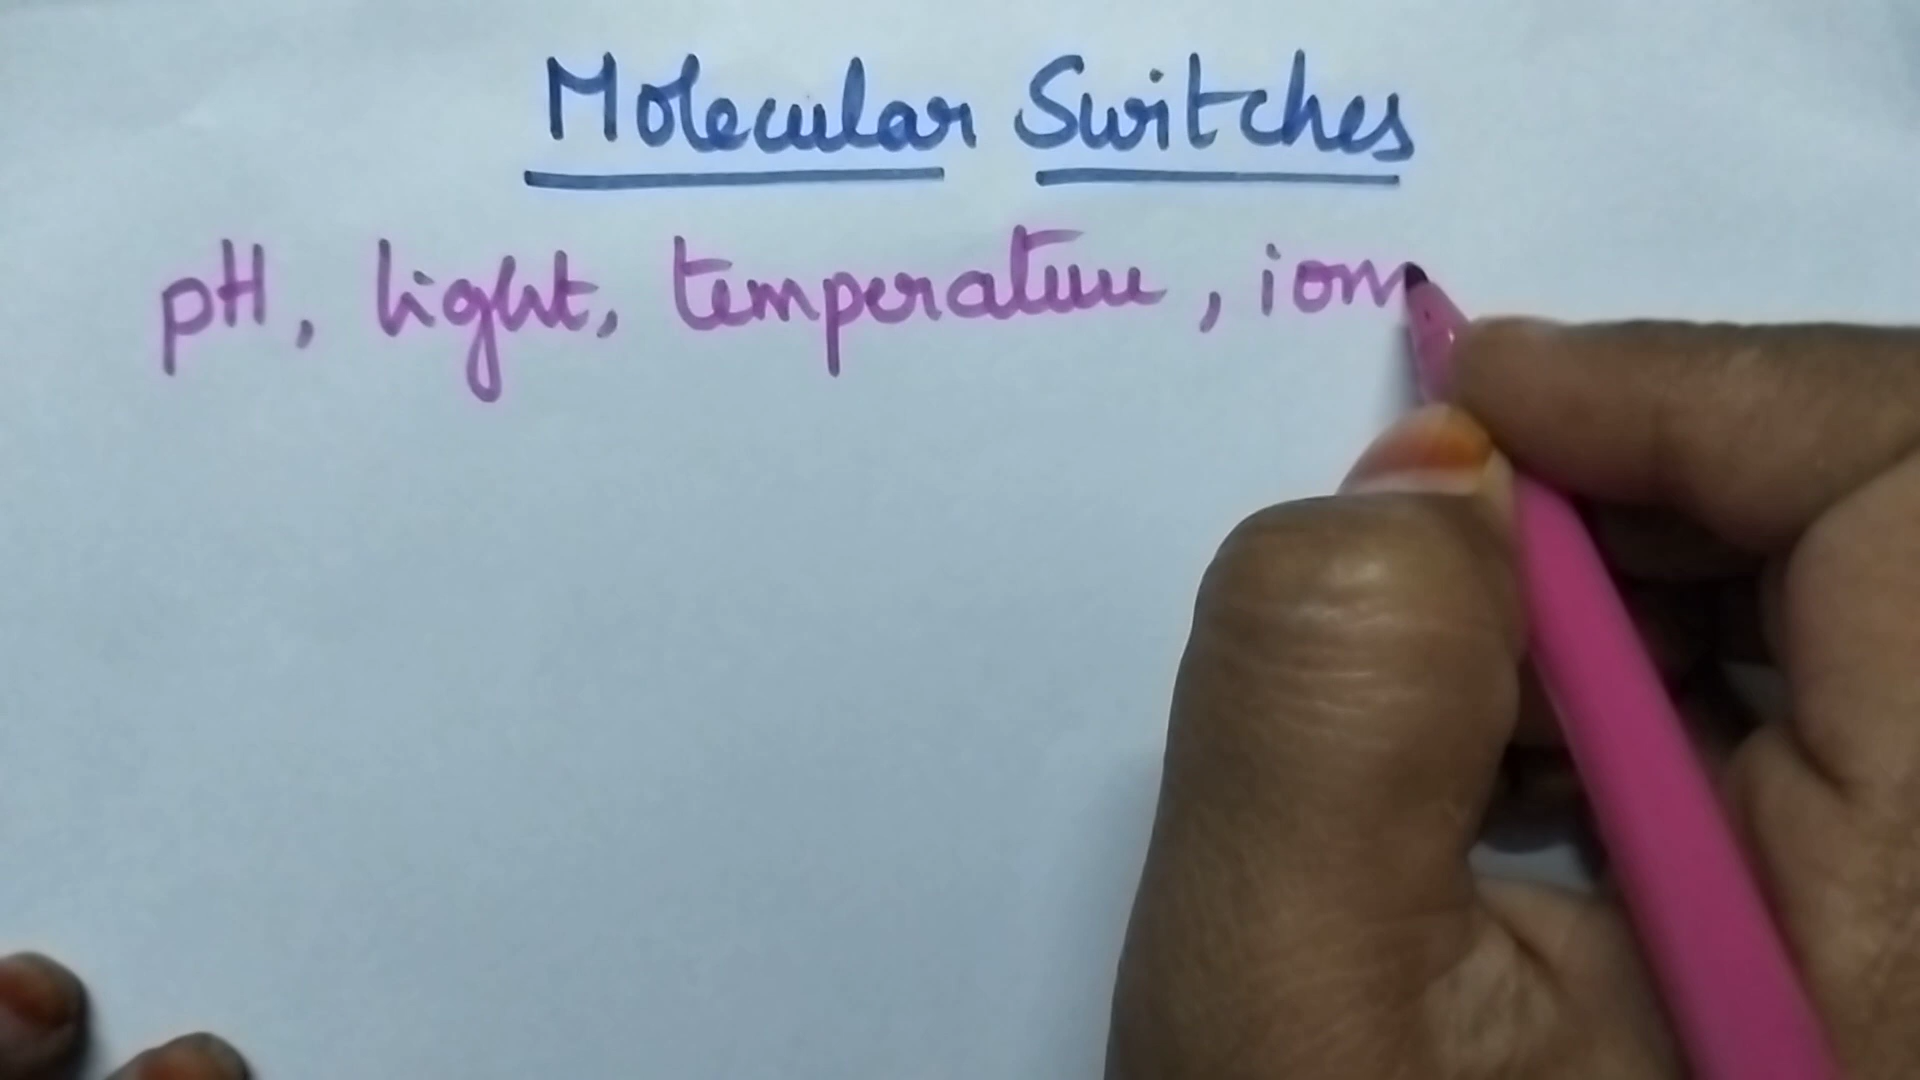 Molecular Switches
pH, light, temperature, ion